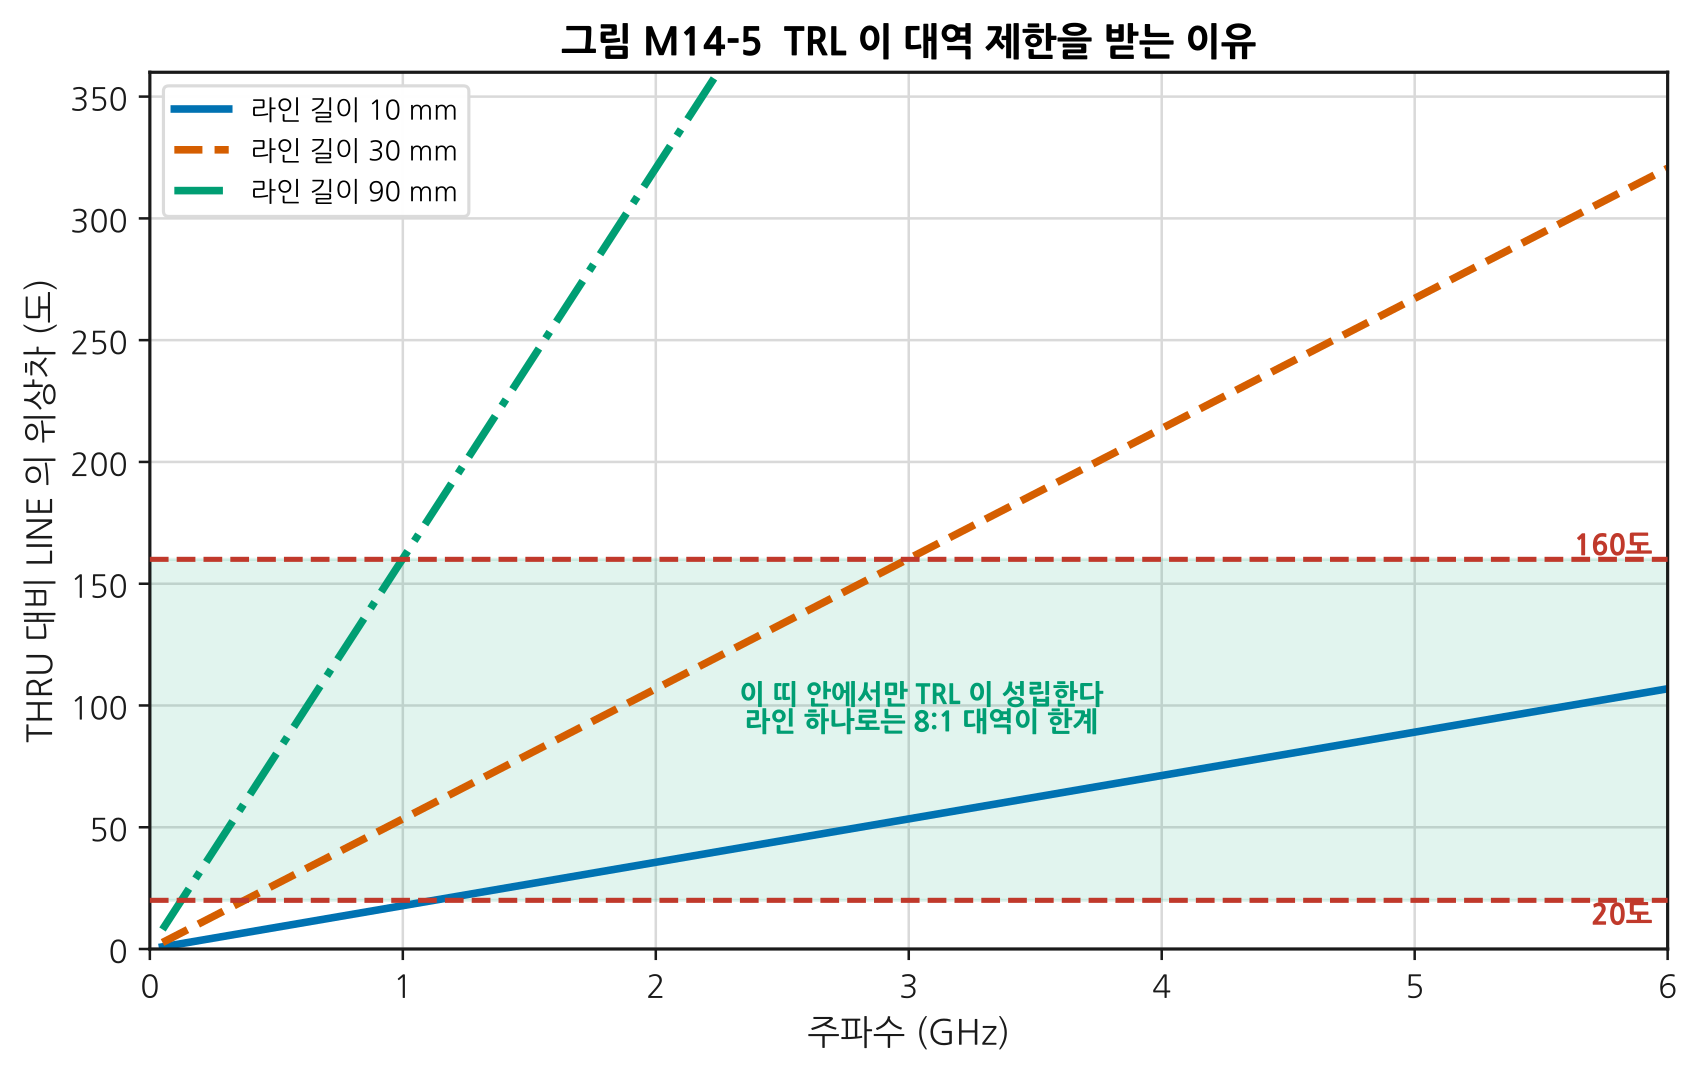 그림 M14-5  TRL 이 대역 제한을 받는 이유
라인 길이 10 mm
라인 길이 30 mm
라인 길이 90 mm
THRU 대비 LINE 의 위상차 (도)
350
300
250
200
150
100
50
0
160도
이 띠 안에서만 TRL 이 성립한다
라인 하나로는 8:1 대역이 한계
20도
0 1 2 3 4 5 6
주파수 (GHz)